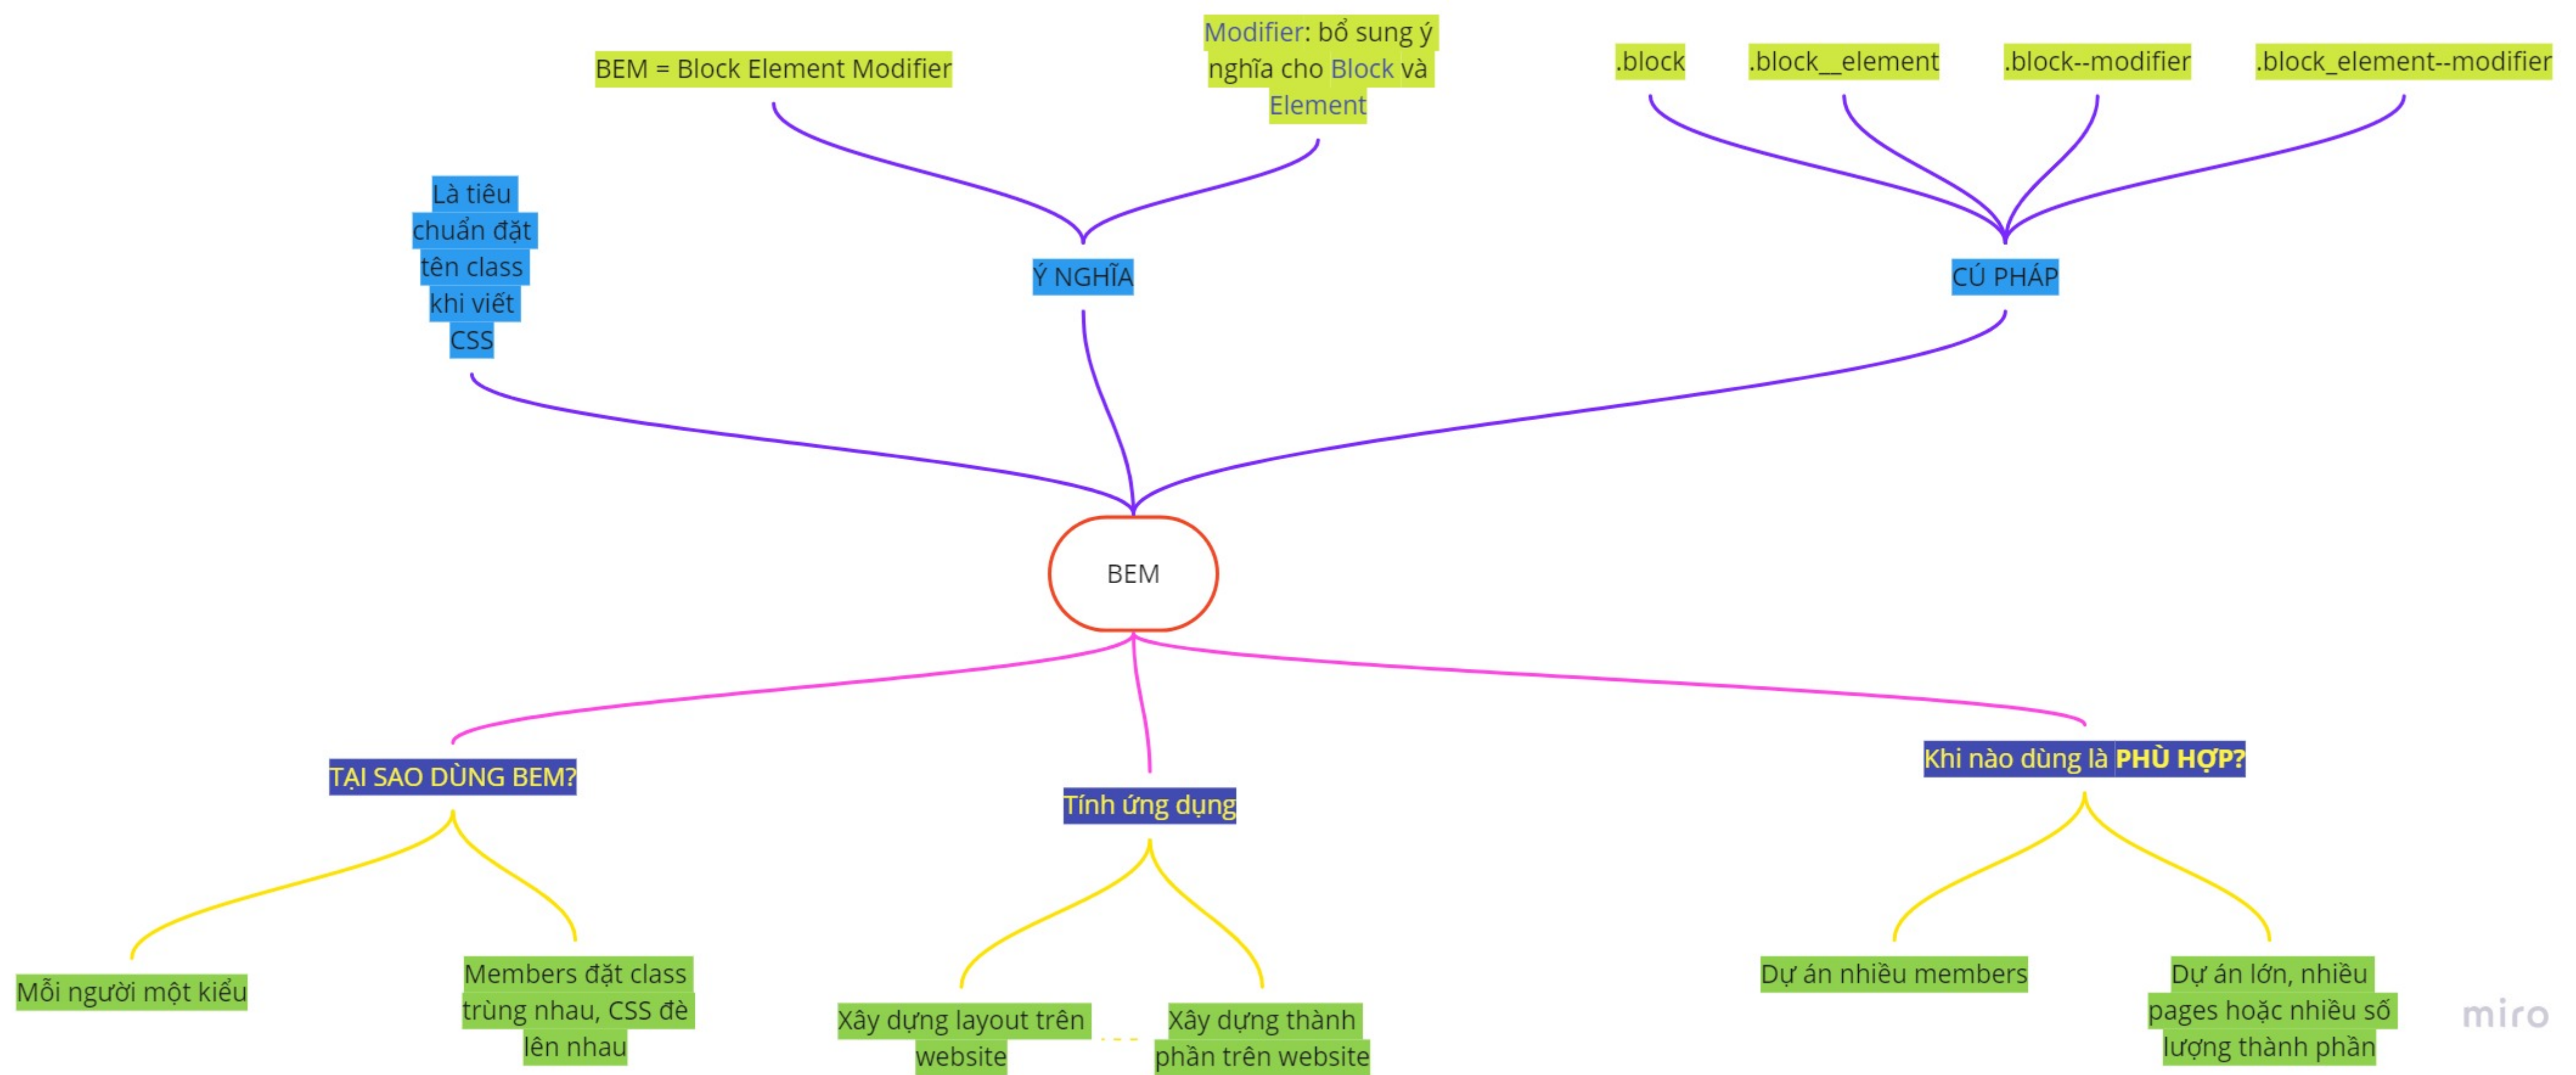 BEM = Block Element Modifier
Modifier: bổ sung ý
nghĩa cho Block và
Element
.block
.block__element
.block--modifier
.block_element--modifier
Là tiêu
chuẩn đặt
tên class
khi viết
CSS
Ý NGHĨA
CÚ PHÁP
BEM
TẠI SAO DÙNG BEM?
Tính ứng dụng
Khi nào dùng là PHÙ HỢP?
Mỗi người một kiểu
Members đặt class
trùng nhau, CSS đè
lên nhau
Xây dựng layout trên
website
Xây dựng thành
phần trên website
Dự án nhiều members
Dự án lớn, nhiều
pages hoặc nhiều số
lượng thành phần
miro